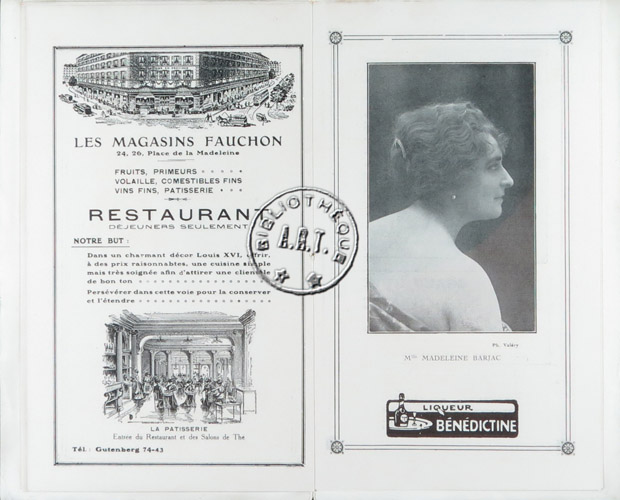 LES MAGASINS FAUCHON
24, 26, Place de la Madeleine
FRUITS, PRIMEURS
VOLAILLE, COMESTIBLES FINS
VINS FINS, PATISSERIE
RESTAURANT
DÉJEUNERS SEULEMENT
NOTRE BUT :
Dans un charmant décor Louis XVI, offrir,
à des prix raisonnables, une cuisine simple
mais très soignée afin d'attirer une clientèle
de bon ton
Persévérer dans cette voie pour la conserver
et l'étendre
LA PATISSERIE
Entrée du Restaurant et des Salons de Thé
Tél : Gutenberg 74-43
BIBLIOTHÈQUE
A.R.T.
Ph. Valéry
Mlle MADELEINE BARJAC
LIQUEUR
BÉNÉDICTINE